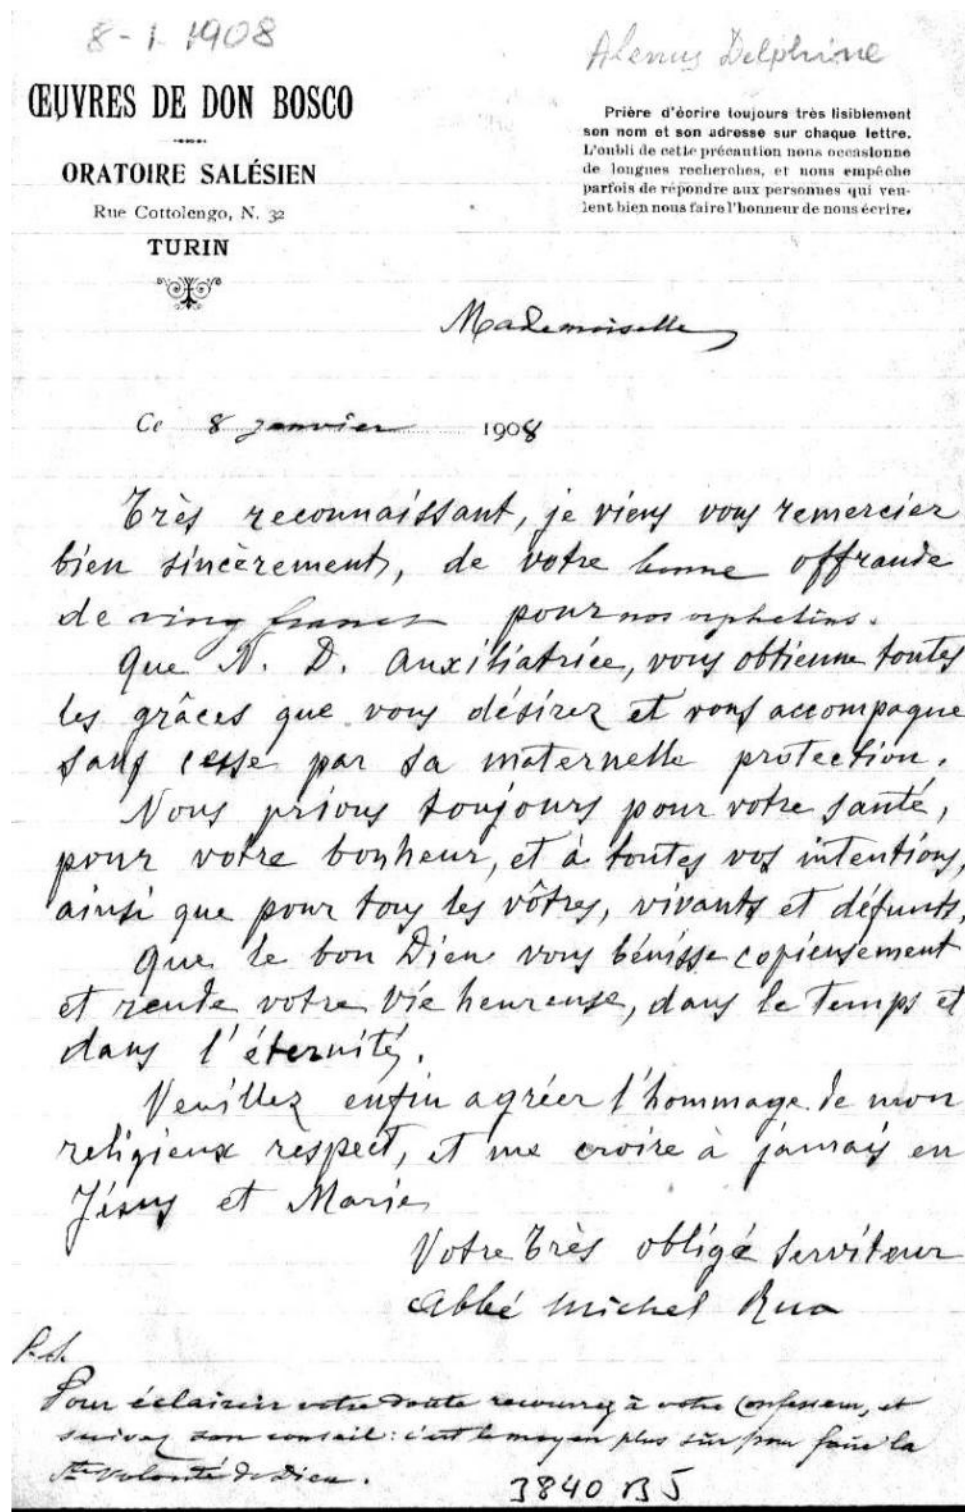 8-1.1908
Alenus Delphine
ŒUVRES DE DON BOSCO
ORATOIRE SALÉSIEN
Rue Cottolengo, N. 32
TURIN
Prière d'écrire toujours très lisiblement
son nom et son adresse sur chaque lettre.
L'oubli de cette précaution nous occasionne
de longues recherches, et nous empêche
parfois de répondre aux personnes qui veu-
lent bien nous faire l'honneur de nous écrire.
Mademoiselle
Ce 8 janvier 1908
Très reconnaissant, je viens vous remercier
bien sincèrement, de votre bonne offrande
de vingt francs pour nos orphelins.
Que N. D. Auxiliatrice, vous obtienne toutes
les grâces que vous désirez et vous accompagne
sans cesse par sa maternelle protection.
Nous prions toujours pour votre santé,
pour votre bonheur, et à toutes vos intentions,
ainsi que pour tous les vôtres, vivants et défunts.
Que le bon Dieu vous bénisse copieusement
et rende votre vie heureuse, dans le temps et
dans l'éternité.
Veuillez enfin agréer l'hommage de mon
religieux respect, et me croire à jamais en
Jésus et Marie
Votre très obligé serviteur
Abbé Michel Rua
P.S.
Pour éclaircir votre doute recourrez à votre confesseur, et
suivez son conseil: c'est le moyen plus sûr pour faire la
Ste Volonté de Dieu.
3840 B 5